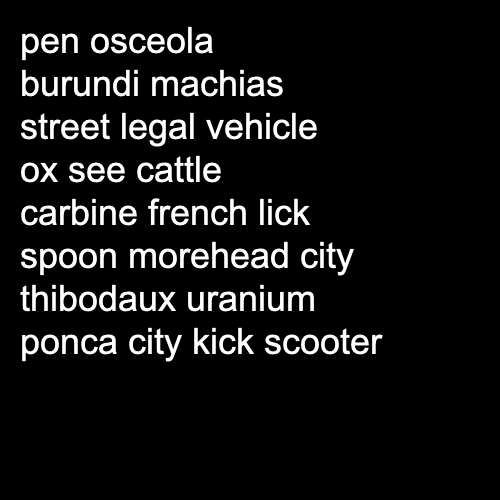 pen osceola
burundi machias
street legal vehicle
ox see cattle
carbine french lick
spoon morehead city
thibodaux uranium
ponca city kick scooter